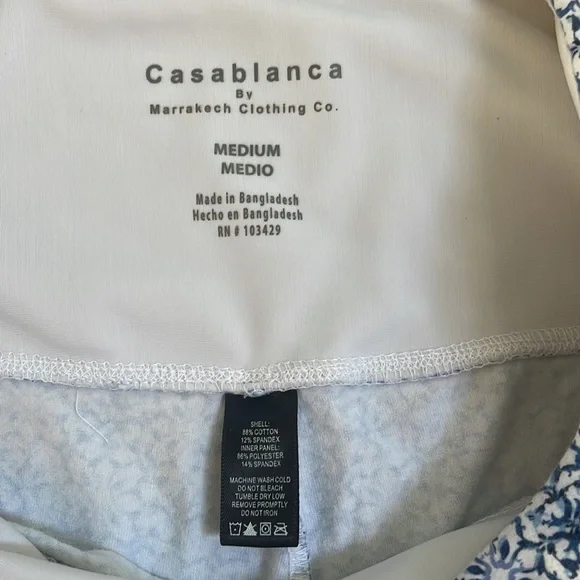 Casablanca
By
Marrakech Clothing Co.
MEDIUM
MEDIO
Made in Bangladesh
Hecho en Bangladesh
RN # 103429
SHELL:
88% COTTON
12% SPANDEX
INNER PANEL:
86% POLYESTER
14% SPANDEX
MACHINE WASH COLD
DO NOT BLEACH
TUMBLE DRY LOW
REMOVE PROMPTLY
DO NOT IRON